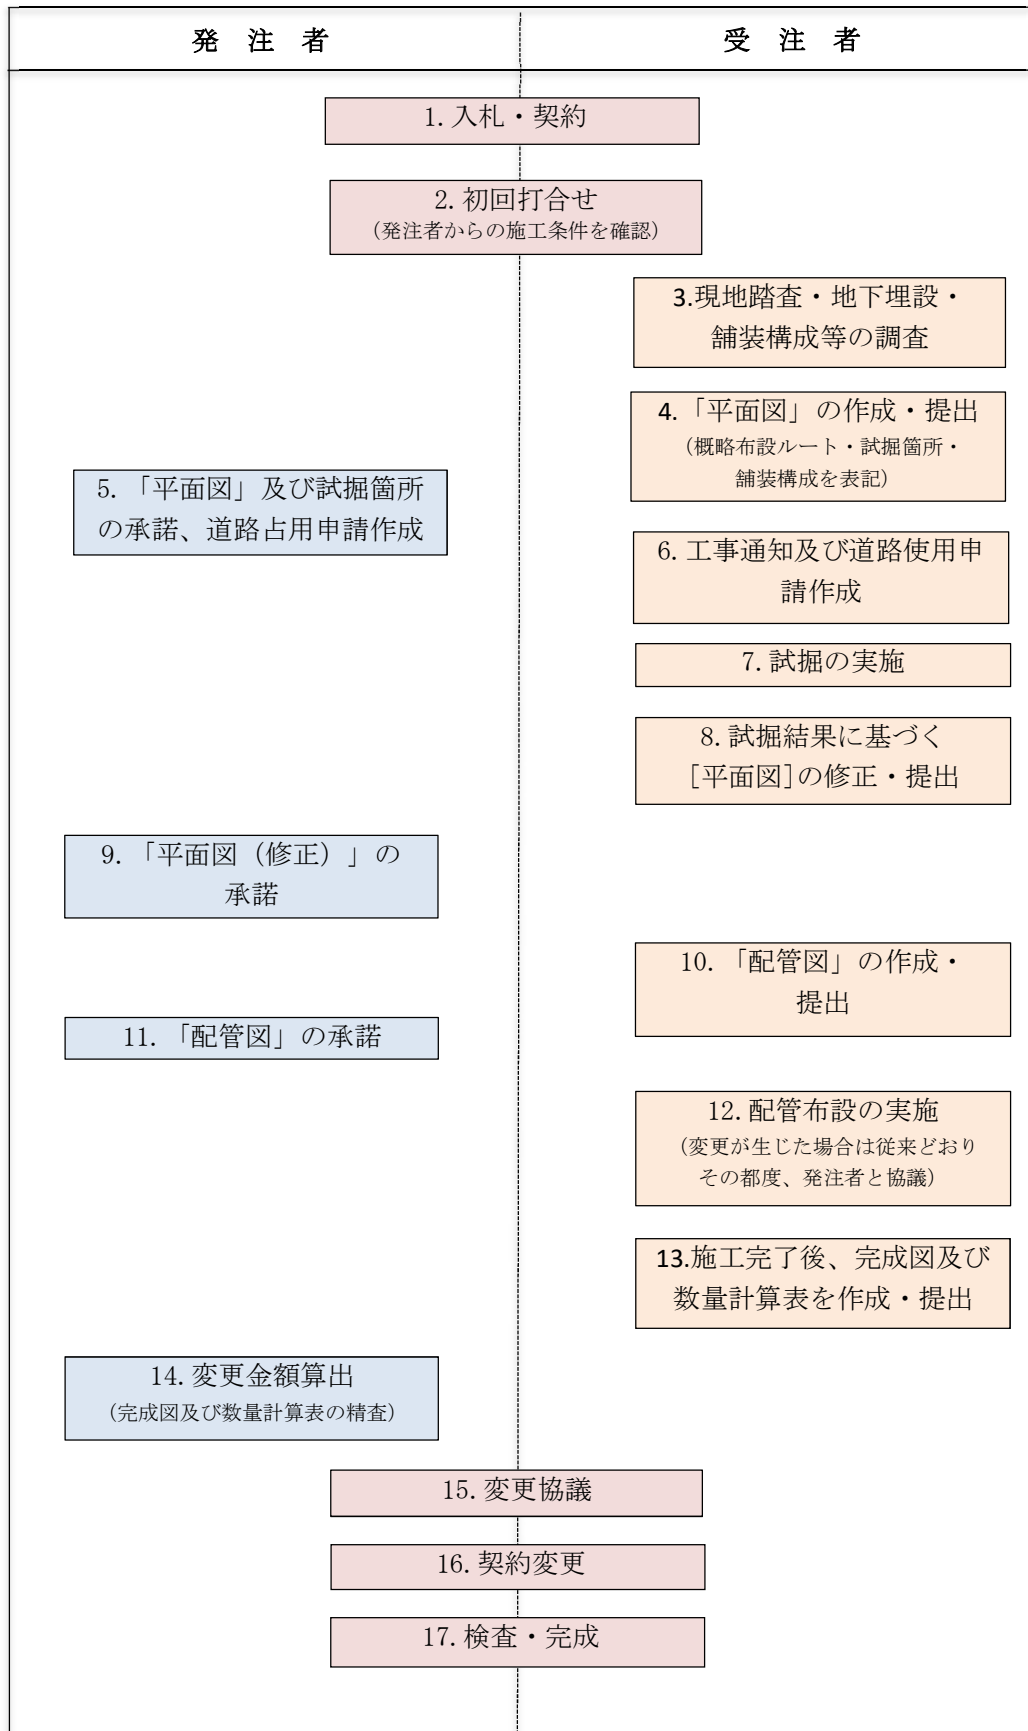 発 注 者
受 注 者
1. 入札・契約
2. 初回打合せ
(発注者からの施工条件を確認)
3.現地踏査・地下埋設・
舗装構成等の調査
4.「平面図」の作成・提出
(概略布設ルート・試掘箇所・
舗装構成を表記)
5. 「平面図」及び試掘箇所
の承諾、道路占用申請作成
6. 工事通知及び道路使用申
請作成
7. 試掘の実施
8. 試掘結果に基づく
[平面図]の修正・提出
9. 「平面図（修正）」の
承諾
10. 「配管図」の作成・
提出
11. 「配管図」の承諾
12. 配管布設の実施
(変更が生じた場合は従来どおり
その都度、発注者と協議)
13.施工完了後、完成図及び
数量計算表を作成・提出
14. 変更金額算出
(完成図及び数量計算表の精査)
15. 変更協議
16. 契約変更
17. 検査・完成